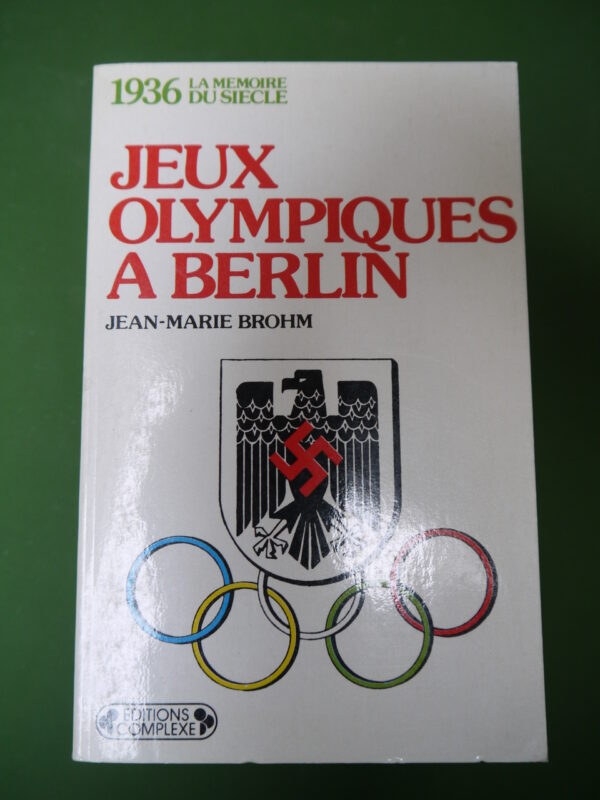 1936 LA MEMOIRE
DU SIECLE
JEUX
OLYMPIQUES
A BERLIN
JEAN-MARIE BROHM
EDITIONS
COMPLEXE